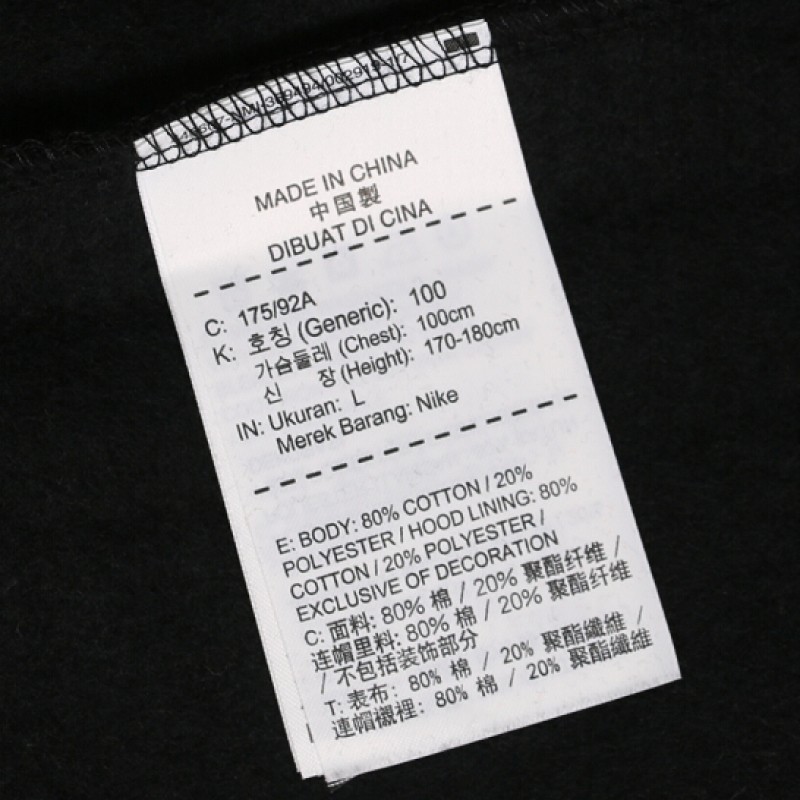 MADE IN CHINA
中国製
DIBUAT DI CINA
C: 175/92A
K: 호칭 (Generic): 100
가슴둘레 (Chest): 100cm
신 장 (Height): 170-180cm
IN: Ukuran: L
Merek Barang: Nike
E: BODY: 80% COTTON / 20%
POLYESTER / HOOD LINING: 80%
COTTON / 20% POLYESTER /
EXCLUSIVE OF DECORATION
C: 面料: 80% 棉 / 20% 聚酯纤维 /
连帽里料: 80% 棉 / 20% 聚酯纤维
/ 不包括装饰部分
T: 表布: 80% 棉 / 20% 聚酯纖維 /
連帽襯裡: 80% 棉 / 20% 聚酯纖維